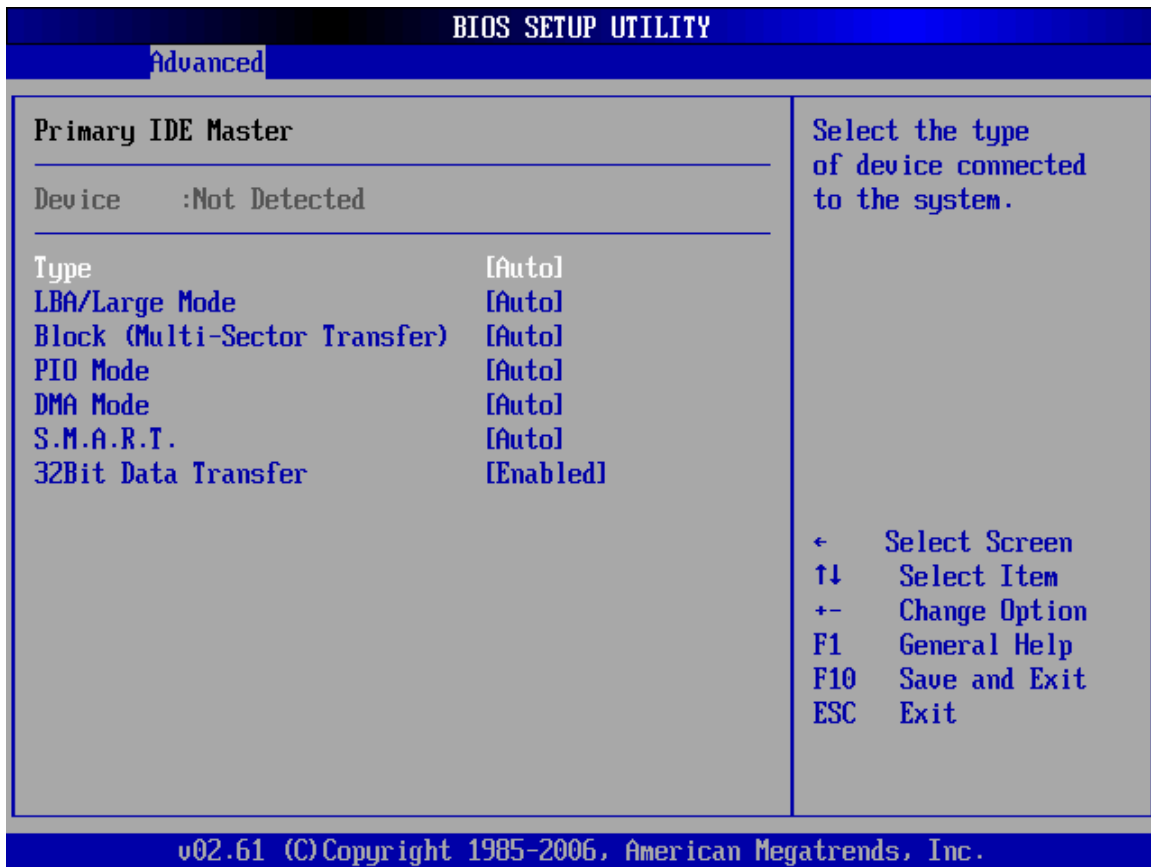 BIOS SETUP UTILITY
Advanced
Primary IDE Master
Device :Not Detected
Type [Auto]
LBA/Large Mode [Auto]
Block (Multi-Sector Transfer) [Auto]
PIO Mode [Auto]
DMA Mode [Auto]
S.M.A.R.T. [Auto]
32Bit Data Transfer [Enabled]
Select the type
of device connected
to the system.
← Select Screen
↑↓ Select Item
+- Change Option
F1 General Help
F10 Save and Exit
ESC Exit
v02.61 (C)Copyright 1985-2006, American Megatrends, Inc.